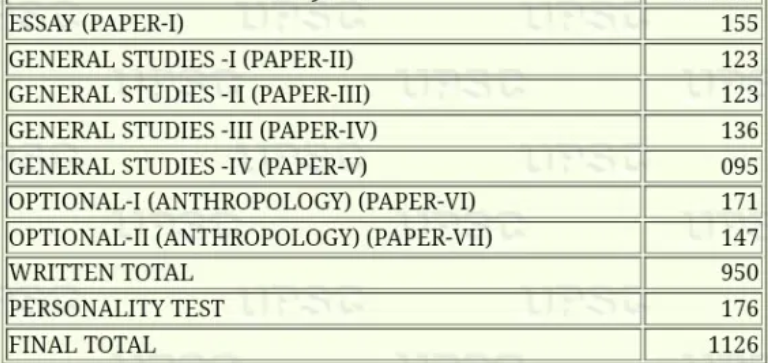 ESSAY (PAPER-I) 155
GENERAL STUDIES -I (PAPER-II) 123
GENERAL STUDIES -II (PAPER-III) 123
GENERAL STUDIES -III (PAPER-IV) 136
GENERAL STUDIES -IV (PAPER-V) 095
OPTIONAL-I (ANTHROPOLOGY) (PAPER-VI) 171
OPTIONAL-II (ANTHROPOLOGY) (PAPER-VII) 147
WRITTEN TOTAL 950
PERSONALITY TEST 176
FINAL TOTAL 1126